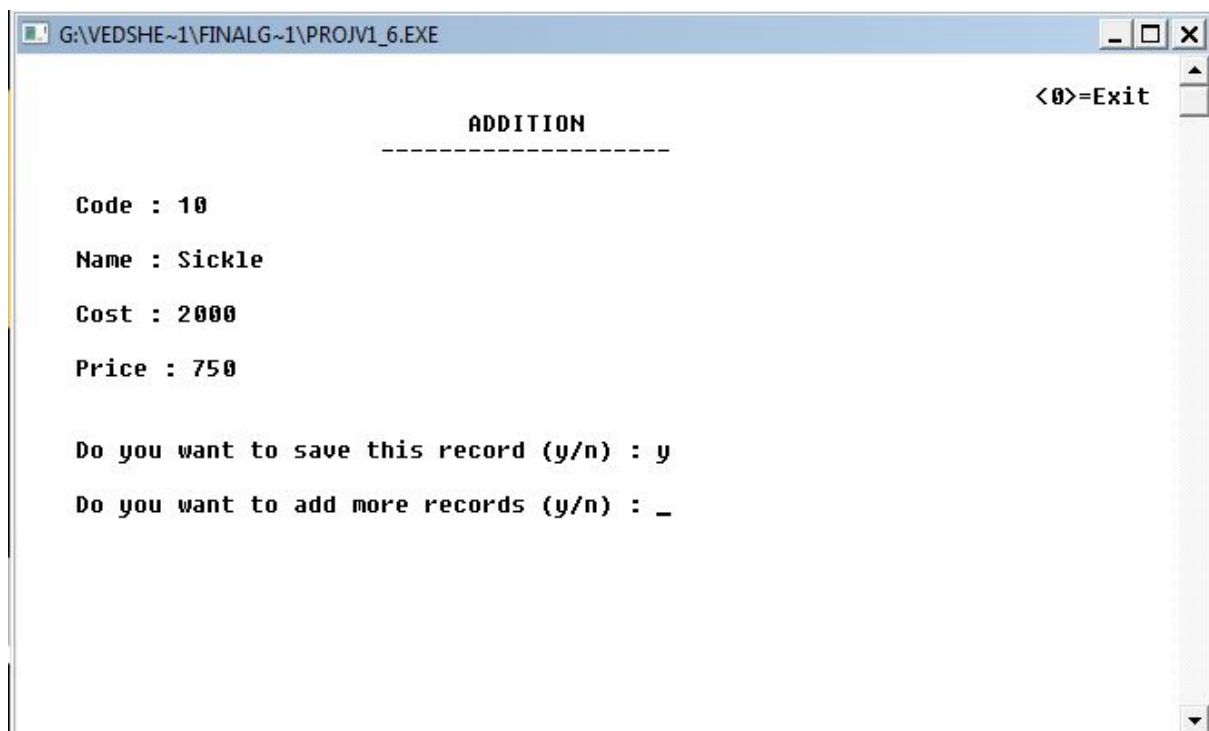 G:\VEDSHE~1\FINALG~1\PROJV1_6.EXE
<0>=Exit
ADDITION
--------------------
Code : 10
Name : Sickle
Cost : 2000
Price : 750
Do you want to save this record (y/n) : y
Do you want to add more records (y/n) : _